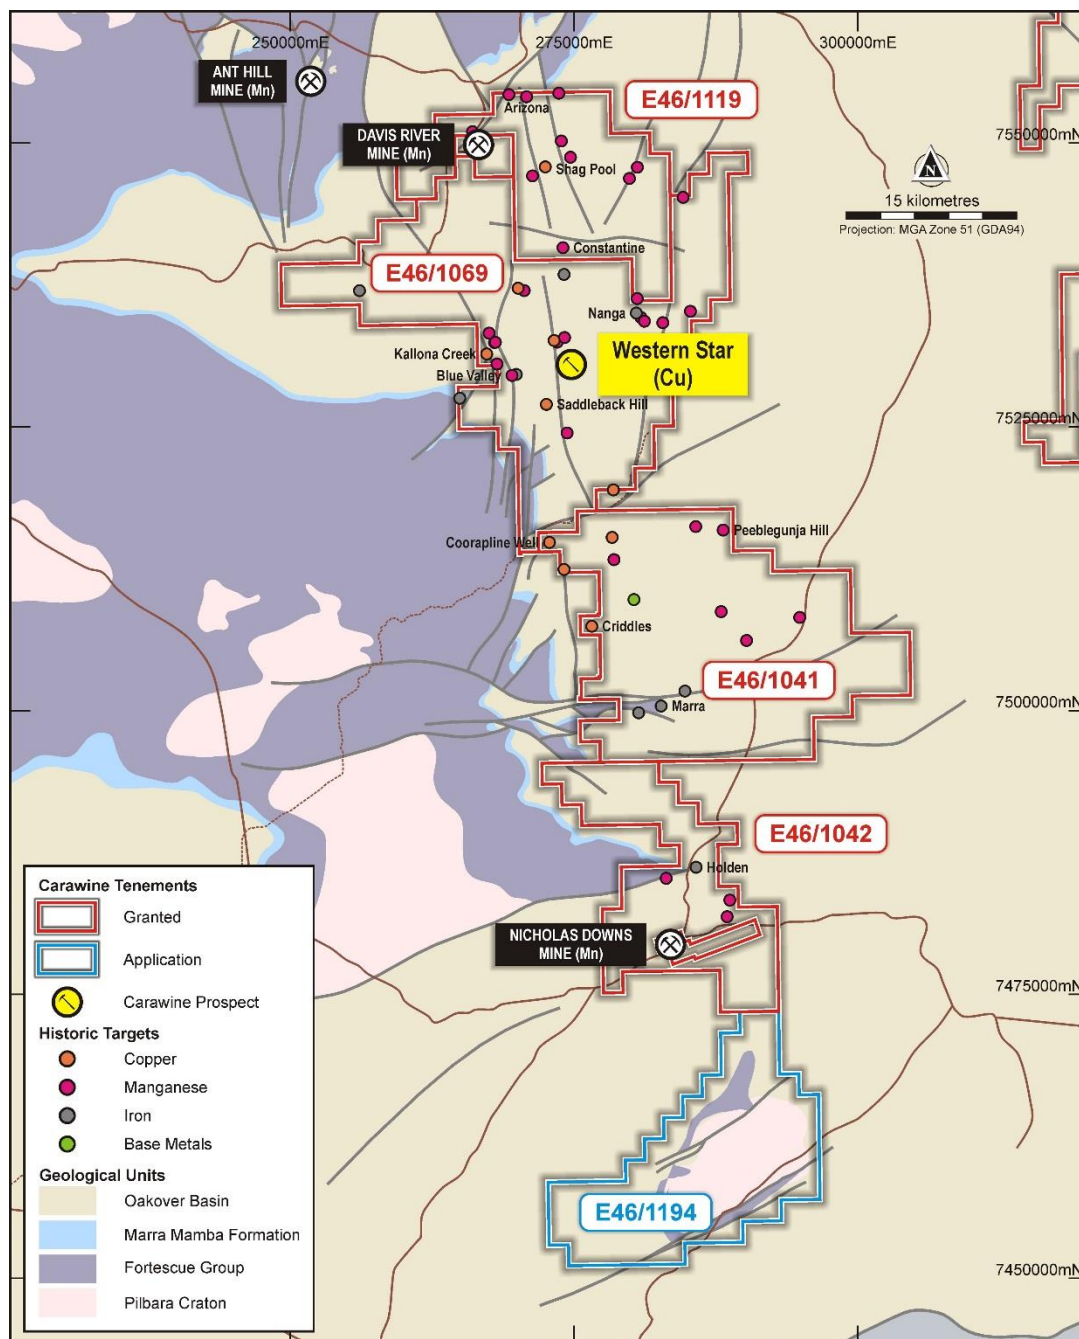 250000mE
275000mE
300000mE
ANT HILL
MINE (Mn)
E46/1119
Arizona
DAVIS RIVER
MINE (Mn)
7550000mN
Shag Pool
N
15 kilometres
Projection: MGA Zone 51 (GDA94)
Constantine
E46/1069
Nanga
Western Star
(Cu)
Kallona Creek
Blue Valley
Saddleback Hill
7525000mN
Peeblegunja Hill
Coorapline Well
Criddles
E46/1041
Marra
7500000mN
E46/1042
Holden
NICHOLAS DOWNS
MINE (Mn)
7475000mN
E46/1194
7450000mN
Carawine Tenements
Granted
Application
Carawine Prospect
Historic Targets
Copper
Manganese
Iron
Base Metals
Geological Units
Oakover Basin
Marra Mamba Formation
Fortescue Group
Pilbara Craton